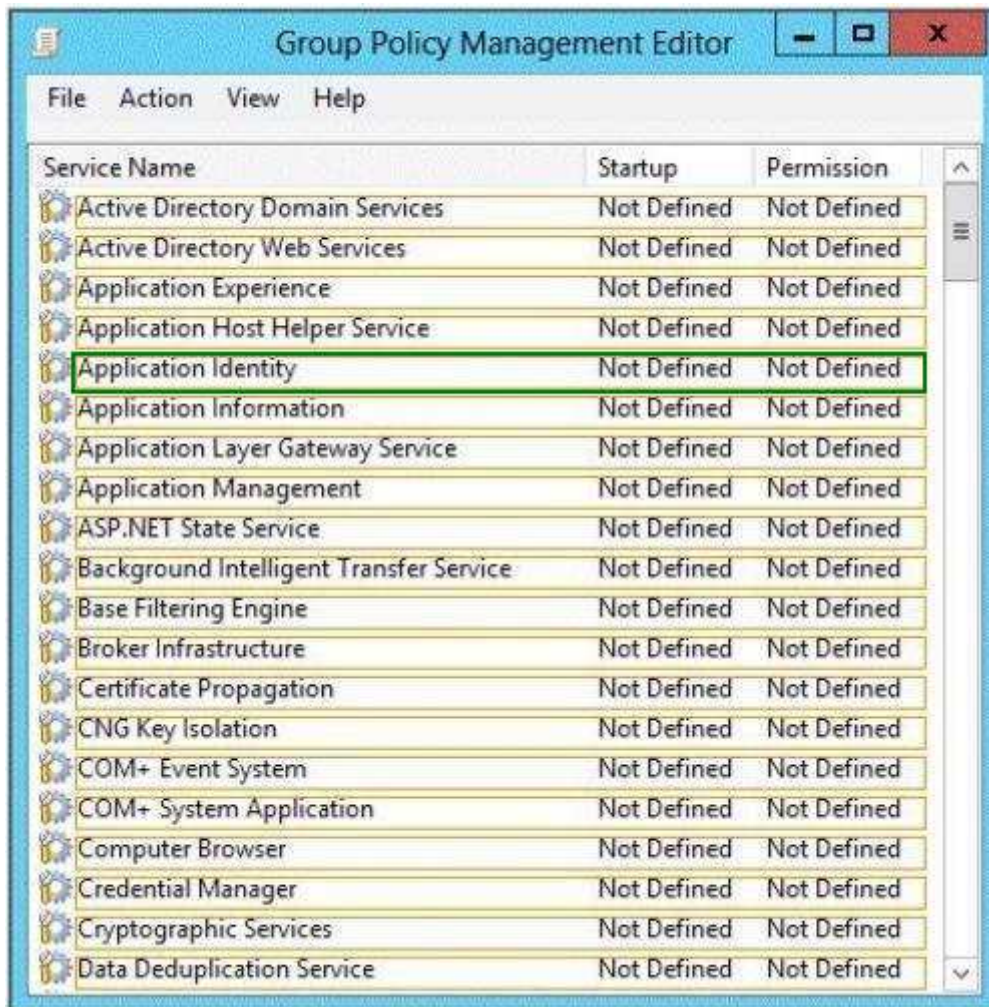 Group Policy Management Editor
File Action View Help
Service Name Startup Permission
Active Directory Domain Services Not Defined Not Defined
Active Directory Web Services Not Defined Not Defined
Application Experience Not Defined Not Defined
Application Host Helper Service Not Defined Not Defined
Application Identity Not Defined Not Defined
Application Information Not Defined Not Defined
Application Layer Gateway Service Not Defined Not Defined
Application Management Not Defined Not Defined
ASP.NET State Service Not Defined Not Defined
Background Intelligent Transfer Service Not Defined Not Defined
Base Filtering Engine Not Defined Not Defined
Broker Infrastructure Not Defined Not Defined
Certificate Propagation Not Defined Not Defined
CNG Key Isolation Not Defined Not Defined
COM+ Event System Not Defined Not Defined
COM+ System Application Not Defined Not Defined
Computer Browser Not Defined Not Defined
Credential Manager Not Defined Not Defined
Cryptographic Services Not Defined Not Defined
Data Deduplication Service Not Defined Not Defined